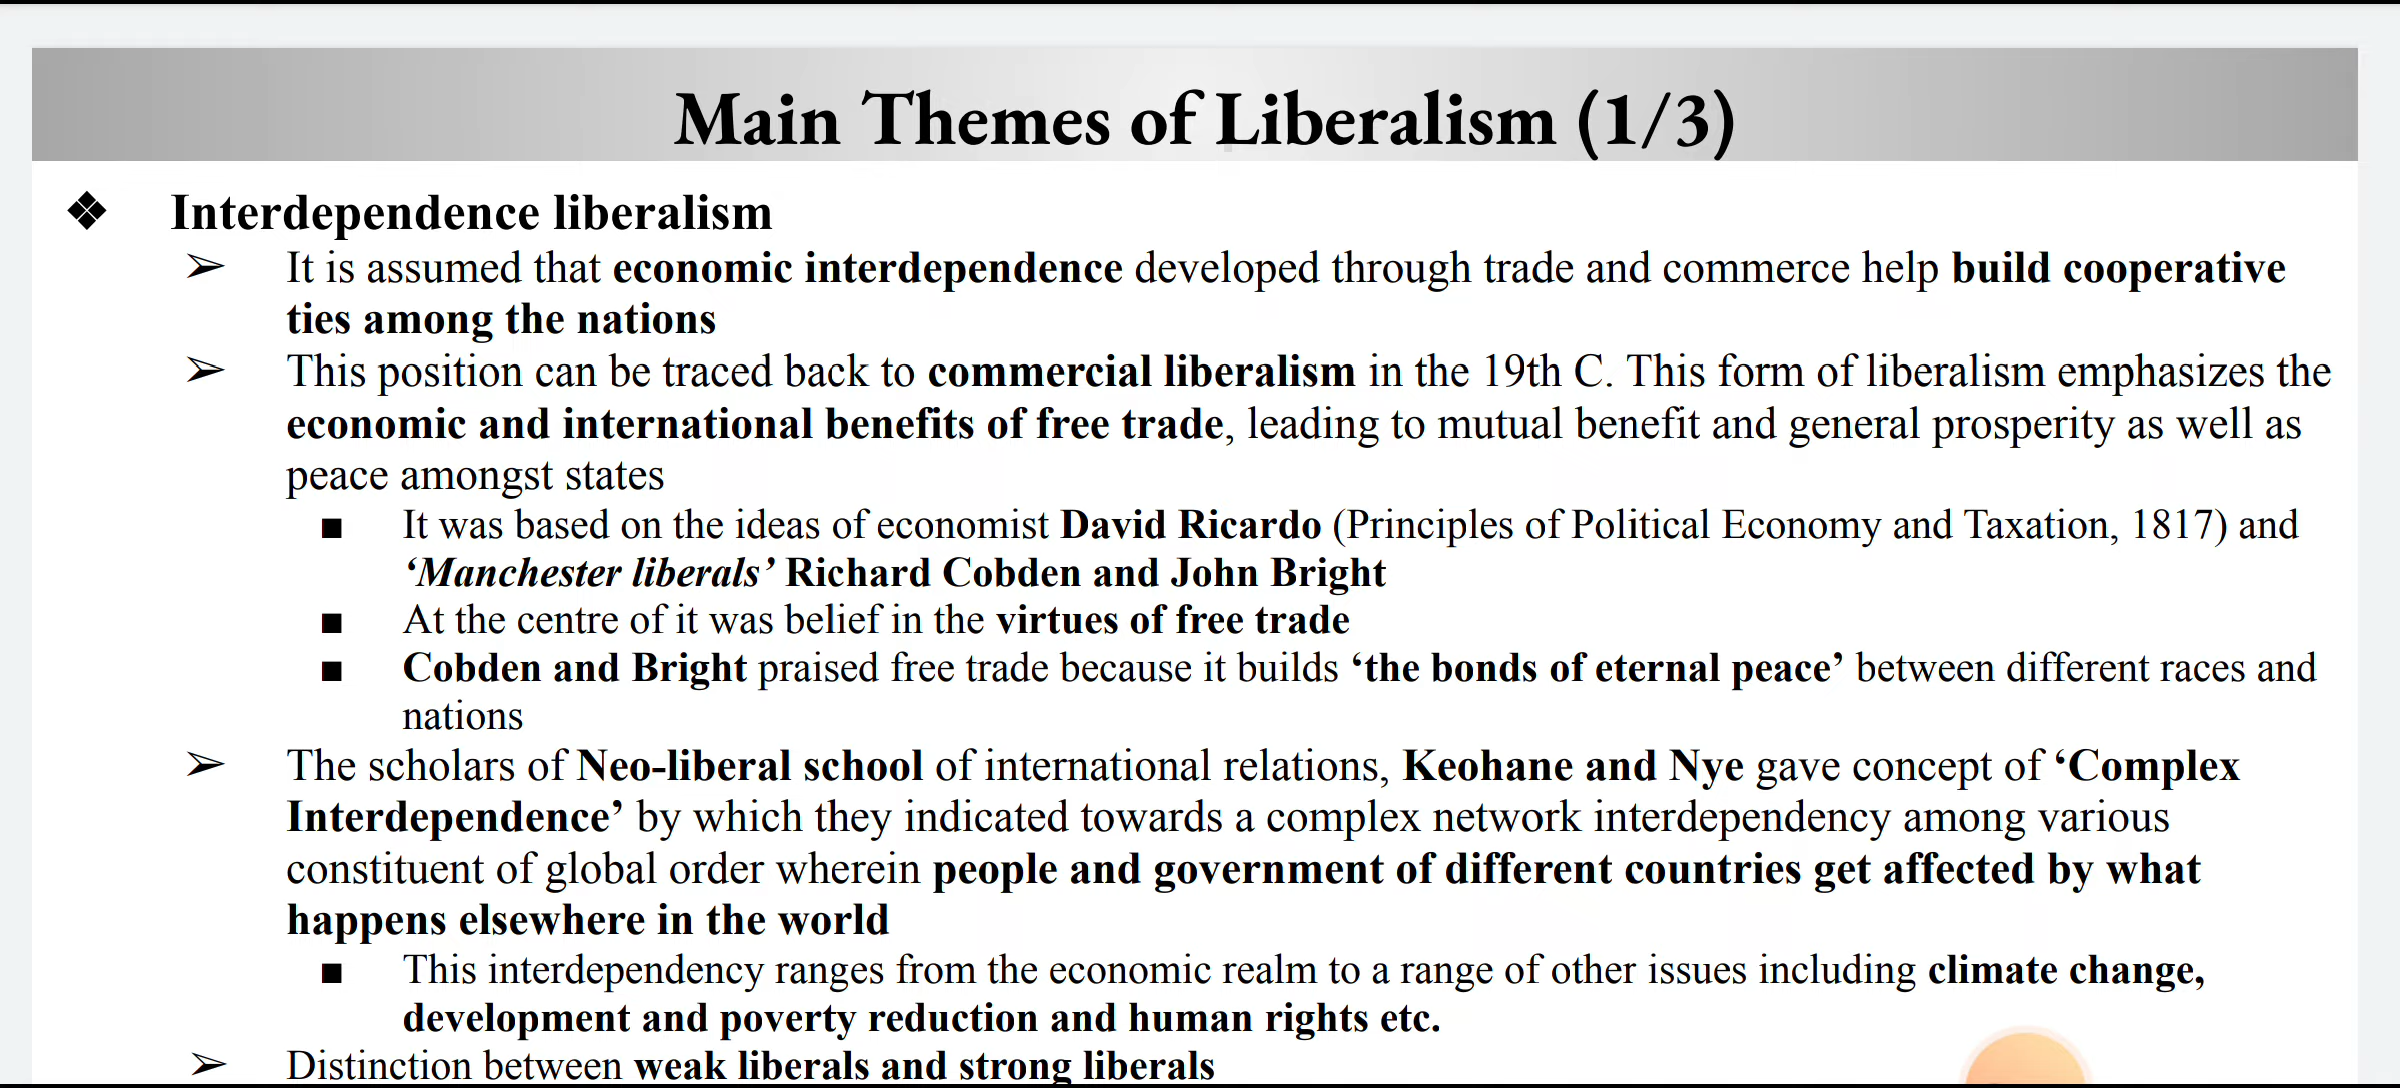 Main Themes of Liberalism (1/3)
❖ Interdependence liberalism
➢ It is assumed that economic interdependence developed through trade and commerce help build cooperative
ties among the nations
➢ This position can be traced back to commercial liberalism in the 19th C. This form of liberalism emphasizes the
economic and international benefits of free trade, leading to mutual benefit and general prosperity as well as
peace amongst states
■ It was based on the ideas of economist David Ricardo (Principles of Political Economy and Taxation, 1817) and
‘Manchester liberals’ Richard Cobden and John Bright
■ At the centre of it was belief in the virtues of free trade
■ Cobden and Bright praised free trade because it builds ‘the bonds of eternal peace’ between different races and
nations
➢ The scholars of Neo-liberal school of international relations, Keohane and Nye gave concept of ‘Complex
Interdependence’ by which they indicated towards a complex network interdependency among various
constituent of global order wherein people and government of different countries get affected by what
happens elsewhere in the world
■ This interdependency ranges from the economic realm to a range of other issues including climate change,
development and poverty reduction and human rights etc.
➢ Distinction between weak liberals and strong liberals